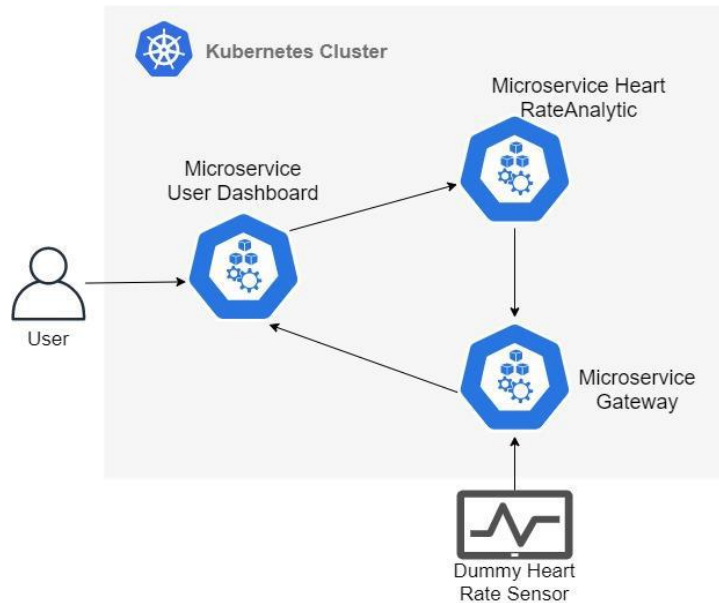 Kubernetes Cluster
Microservice Heart
RateAnalytic
Microservice
User Dashboard
User
Microservice
Gateway
Dummy Heart
Rate Sensor